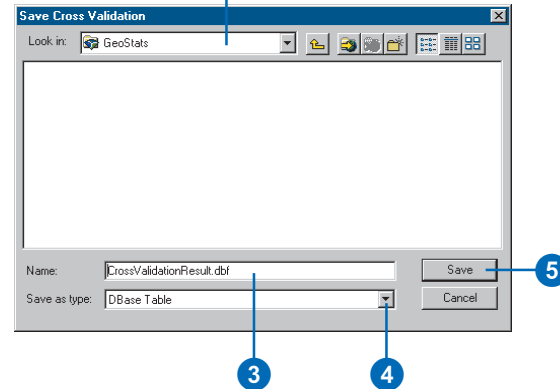 Save Cross Validation
Look in: GeoStats
Name: CrossValidationResult.dbf Save
Save as type: DBase Table Cancel
5
3 4